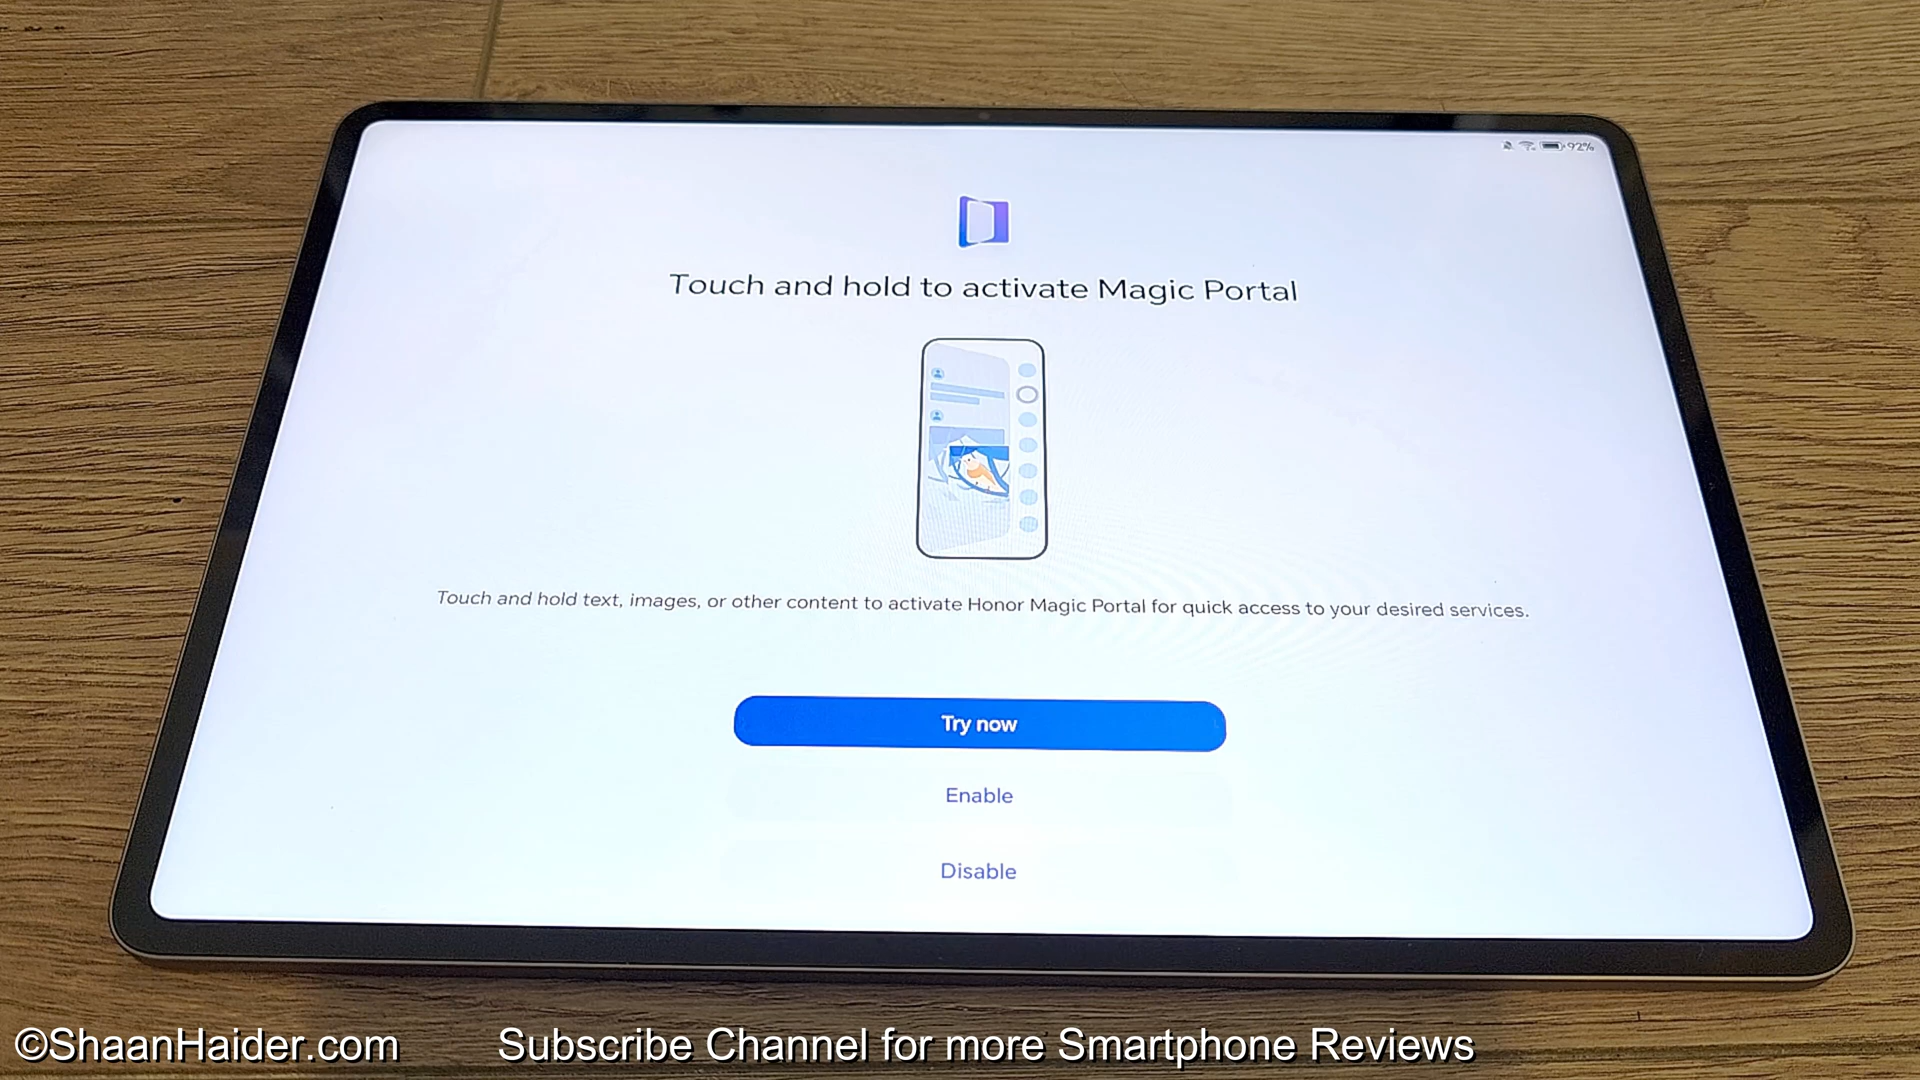 92%
Touch and hold to activate Magic Portal
Touch and hold text, images, or other content to activate Honor Magic Portal for quick access to your desired services.
Try now
Enable
Disable
©ShaanHaider.com
Subscribe Channel for more Smartphone Reviews